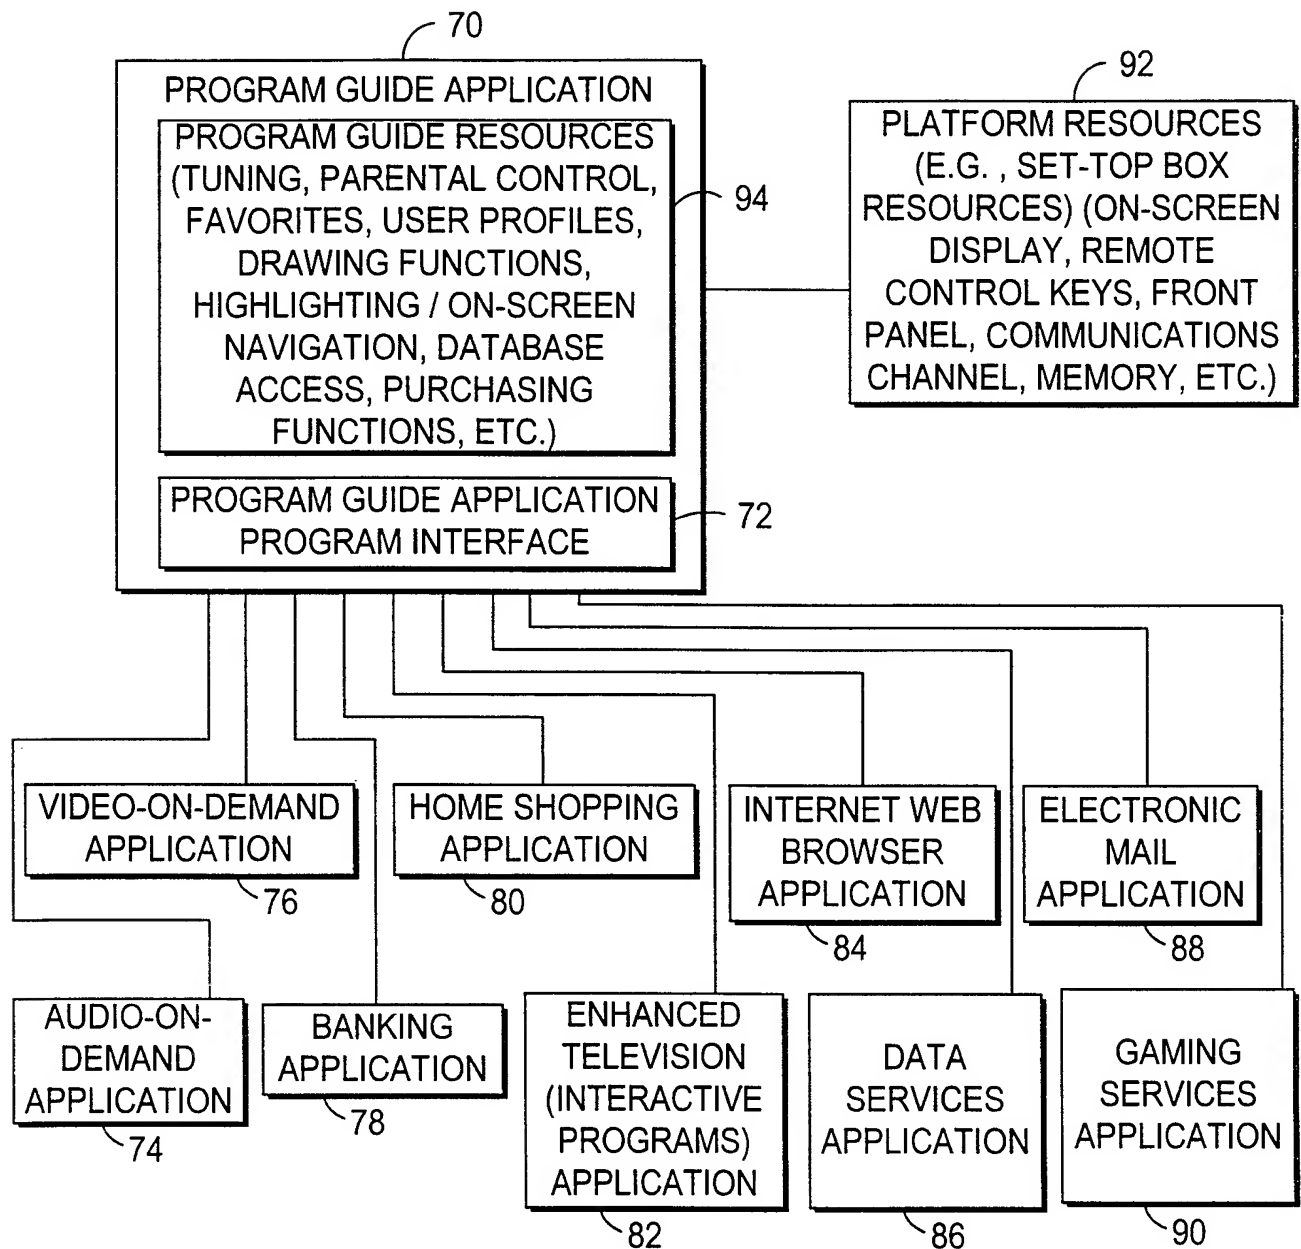 70
PROGRAM GUIDE APPLICATION
PROGRAM GUIDE RESOURCES
(TUNING, PARENTAL CONTROL,
FAVORITES, USER PROFILES,
DRAWING FUNCTIONS,
HIGHLIGHTING / ON-SCREEN
NAVIGATION, DATABASE
ACCESS, PURCHASING
FUNCTIONS, ETC.)
94
PROGRAM GUIDE APPLICATION
PROGRAM INTERFACE
72
92
PLATFORM RESOURCES
(E.G. , SET-TOP BOX
RESOURCES) (ON-SCREEN
DISPLAY, REMOTE
CONTROL KEYS, FRONT
PANEL, COMMUNICATIONS
CHANNEL, MEMORY, ETC.)
VIDEO-ON-DEMAND
APPLICATION
76
HOME SHOPPING
APPLICATION
80
INTERNET WEB
BROWSER
APPLICATION
84
ELECTRONIC
MAIL
APPLICATION
88
AUDIO-ON-
DEMAND
APPLICATION
74
BANKING
APPLICATION
78
ENHANCED
TELEVISION
(INTERACTIVE
PROGRAMS)
APPLICATION
82
DATA
SERVICES
APPLICATION
86
GAMING
SERVICES
APPLICATION
90